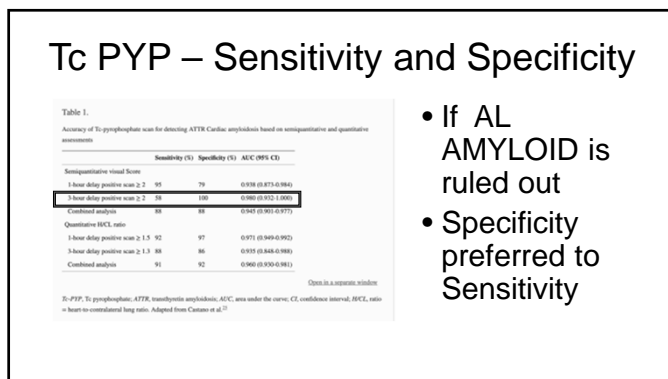 Tc PYP – Sensitivity and Specificity
Table 1.
Accuracy of Tc-pyrophosphate scan for detecting ATTR Cardiac amyloidosis based on semiquantitative and quantitative
assessments
Sensitivity (%) Specificity (%) AUC (95% CI)
Semiquantitative visual Score
1-hour delay positive scan ≥ 2 95 79 0.938 (0.873-0.984)
3-hour delay positive scan ≥ 2 58 100 0.980 (0.932-1.000)
Combined analysis 88 88 0.945 (0.901-0.977)
Quantitative H/CL ratio
1-hour delay positive scan ≥ 1.5 92 97 0.971 (0.949-0.992)
3-hour delay positive scan ≥ 1.3 88 86 0.935 (0.848-0.988)
Combined analysis 91 92 0.960 (0.930-0.981)
Open in a separate window
Tc-PYP, Tc pyrophosphate; ATTR, transthyretin amyloidosis; AUC, area under the curve; CI, confidence interval; H/CL, ratio
= heart-to-contralateral lung ratio. Adapted from Castano et al.
• If AL
AMYLOID is
ruled out
• Specificity
preferred to
Sensitivity